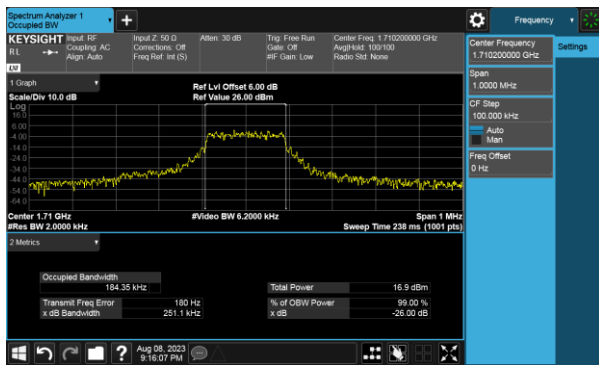 Spectrum Analyzer 1
Occupied BW
Frequency
KEYSIGHT
RL
Input: RF
Coupling: AC
Align: Auto
Input Z: 50 Ω
Corrections: Off
Freq Ref: Int (S)
Atten: 30 dB
Trig: Free Run
Gate: Off
#IF Gain: Low
Center Freq: 1.710200000 GHz
Avg|Hold: 100/100
Radio Std: None
Center Frequency
1.710200000 GHz
Settings
Span
1.0000 MHz
CF Step
100.000 kHz
Auto
Man
Freq Offset
0 Hz
1 Graph
Scale/Div 10.0 dB
Ref Lvl Offset 6.00 dB
Ref Value 26.00 dBm
Log
16.0
6.00
-4.00
-14.0
-24.0
-34.0
-44.0
-54.0
-64.0
Center 1.71 GHz
#Res BW 2.0000 kHz
#Video BW 6.2000 kHz
Span 1 MHz
Sweep Time 238 ms (1001 pts)
2 Metrics
Occupied Bandwidth
184.35 kHz
Total Power 16.9 dBm
Transmit Freq Error 180 Hz
% of OBW Power 99.00 %
x dB Bandwidth 251.1 kHz
x dB -26.00 dB
?
Aug 08, 2023
9:16:07 PM